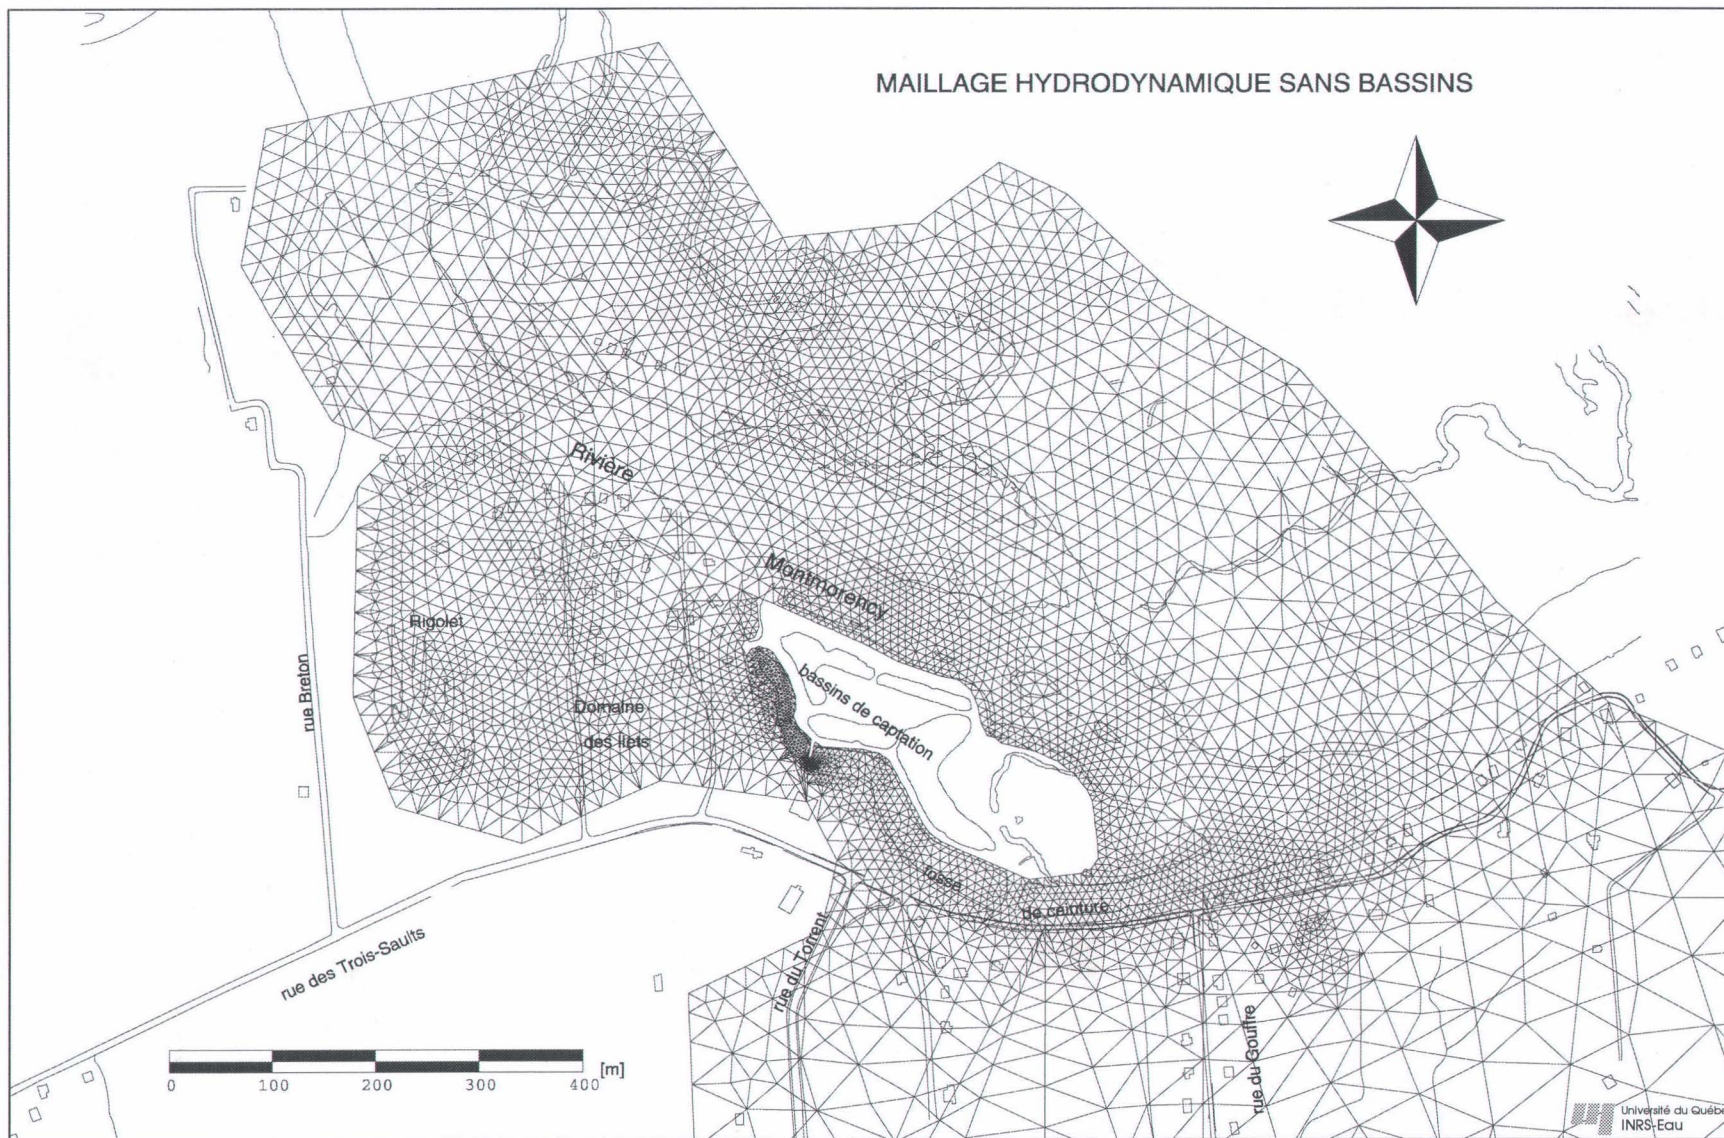 MAILLAGE HYDRODYNAMIQUE SANS BASSINS
Rivière
Montmorency
Rigolet
rue Breton
bassins de captation
Domaine
des Ilets
fossé
de ceinture
rue du Torrent
rue des Trois-Saults
rue du Gouffre
0 100 200 300 400 [m]
Université du Québe
INRS-Eau